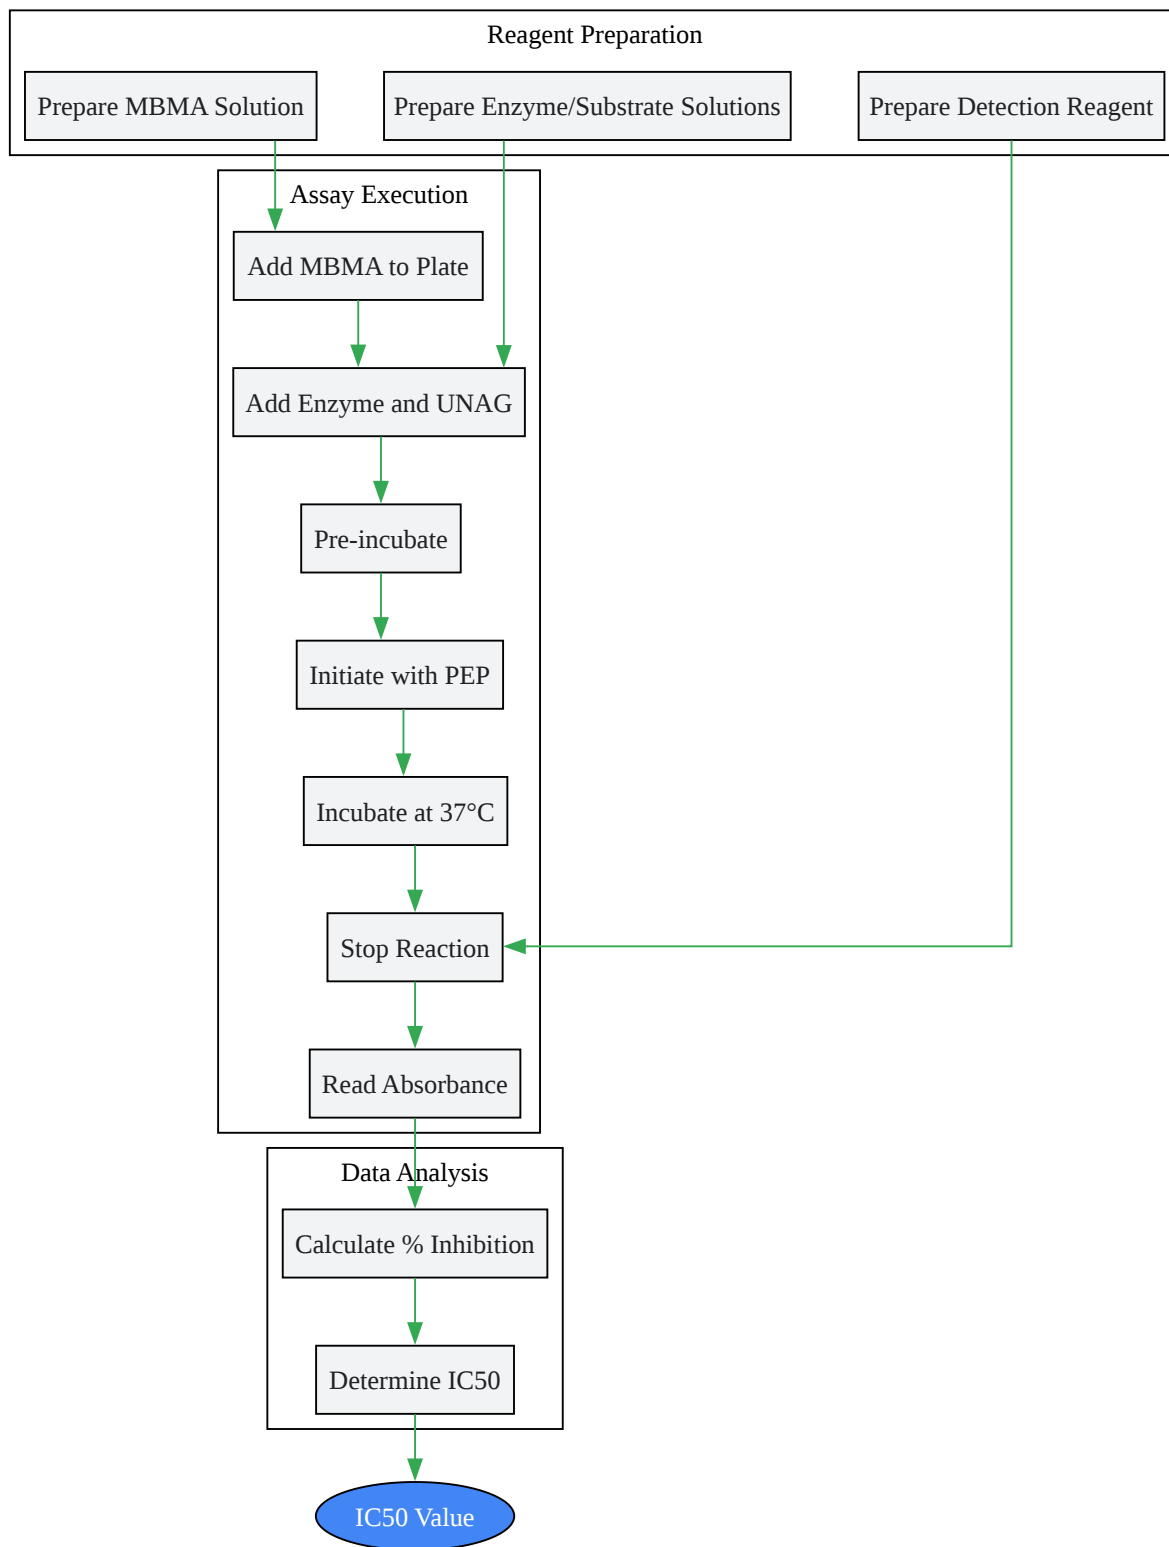 Reagent Preparation
Prepare MBMA Solution
Prepare Enzyme/Substrate Solutions
Prepare Detection Reagent
Assay Execution
Add MBMA to Plate
Add Enzyme and UNAG
Pre-incubate
Initiate with PEP
Incubate at 37°C
Stop Reaction
Read Absorbance
Data Analysis
Calculate % Inhibition
Determine IC50
IC50 Value